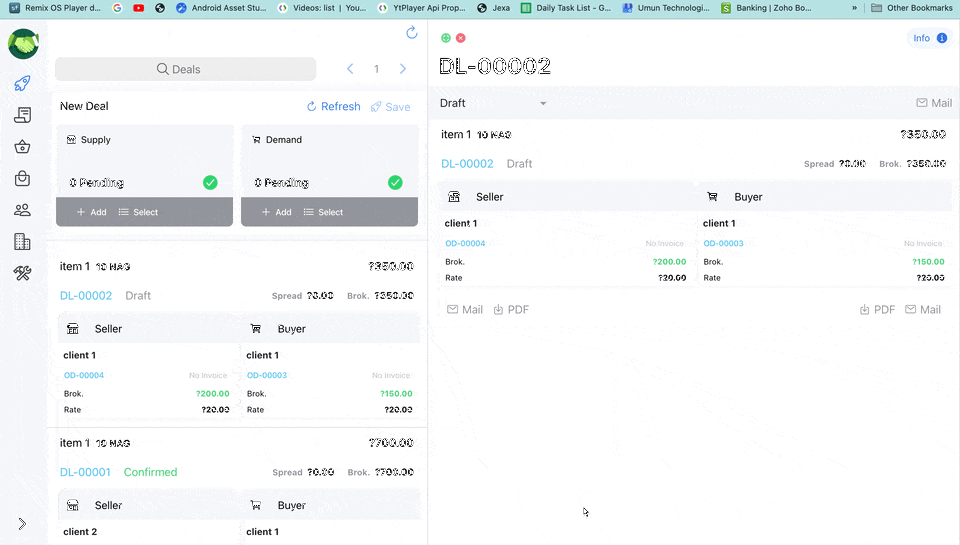 Remix OS Player d... Android Asset Stu... Videos: list | You... YtPlayer Api Prop... Jexa Daily Task List - G... Umun Technologi... Banking | Zoho Bo... » Other Bookmarks
Deals
1
New Deal Refresh Save
Supply
0 Pending
Add Select
Demand
0 Pending
Add Select
item 1 10 NAG ?350.00
DL-00002 Draft Spread ?0.00 Brok. ?350.00
Seller Buyer
client 1 client 1
OD-00004 No Invoice OD-00003 No Invoice
Brok. ?200.00 Brok. ?150.00
Rate ?20.00 Rate ?20.00
item 1 10 NAG ?700.00
DL-00001 Confirmed Spread ?0.00 Brok. ?700.00
Seller Buyer
client 2 client 1
Info
DL-00002
Draft Mail
item 1 10 NAG ?350.00
DL-00002 Draft Spread ?0.00 Brok. ?350.00
Seller Buyer
client 1 client 1
OD-00004 No Invoice OD-00003 No Invoice
Brok. ?200.00 Brok. ?150.00
Rate ?20.00 Rate ?20.00
Mail PDF PDF Mail